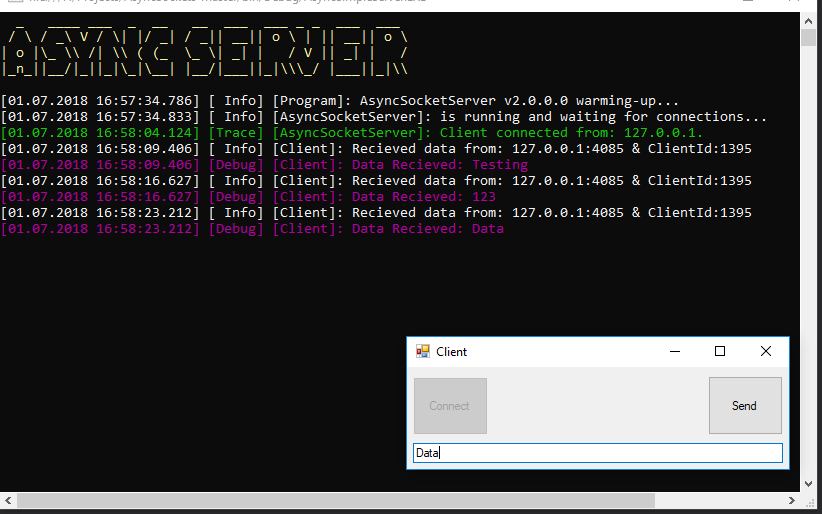 ASYNC SERVER
[01.07.2018 16:57:34.786] [ Info] [Program]: AsyncSocketServer v2.0.0.0 warming-up...
[01.07.2018 16:57:34.833] [ Info] [AsyncSocketServer]: is running and waiting for connections...
[01.07.2018 16:58:04.124] [Trace] [AsyncSocketServer]: Client connected from: 127.0.0.1.
[01.07.2018 16:58:09.406] [ Info] [Client]: Recieved data from: 127.0.0.1:4085 & ClientId:1395
[01.07.2018 16:58:09.406] [Debug] [Client]: Data Recieved: Testing
[01.07.2018 16:58:16.627] [ Info] [Client]: Recieved data from: 127.0.0.1:4085 & ClientId:1395
[01.07.2018 16:58:16.627] [Debug] [Client]: Data Recieved: 123
[01.07.2018 16:58:23.212] [ Info] [Client]: Recieved data from: 127.0.0.1:4085 & ClientId:1395
[01.07.2018 16:58:23.212] [Debug] [Client]: Data Recieved: Data
Client
Connect
Send
Data